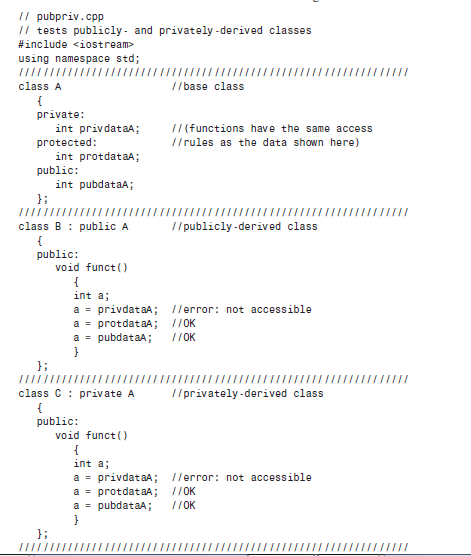 // pubpriv.cpp
// tests publicly- and privately-derived classes
#include <iostream>
using namespace std;
////////////////////////////////////////////////////////////////
class A //base class
{
private:
int privdataA; //(functions have the same access
protected: //rules as the data shown here)
int protdataA;
public:
int pubdataA;
};
////////////////////////////////////////////////////////////////
class B : public A //publicly-derived class
{
public:
void funct()
{
int a;
a = privdataA; //error: not accessible
a = protdataA; //OK
a = pubdataA; //OK
}
};
////////////////////////////////////////////////////////////////
class C : private A //privately-derived class
{
public:
void funct()
{
int a;
a = privdataA; //error: not accessible
a = protdataA; //OK
a = pubdataA; //OK
}
};
////////////////////////////////////////////////////////////////